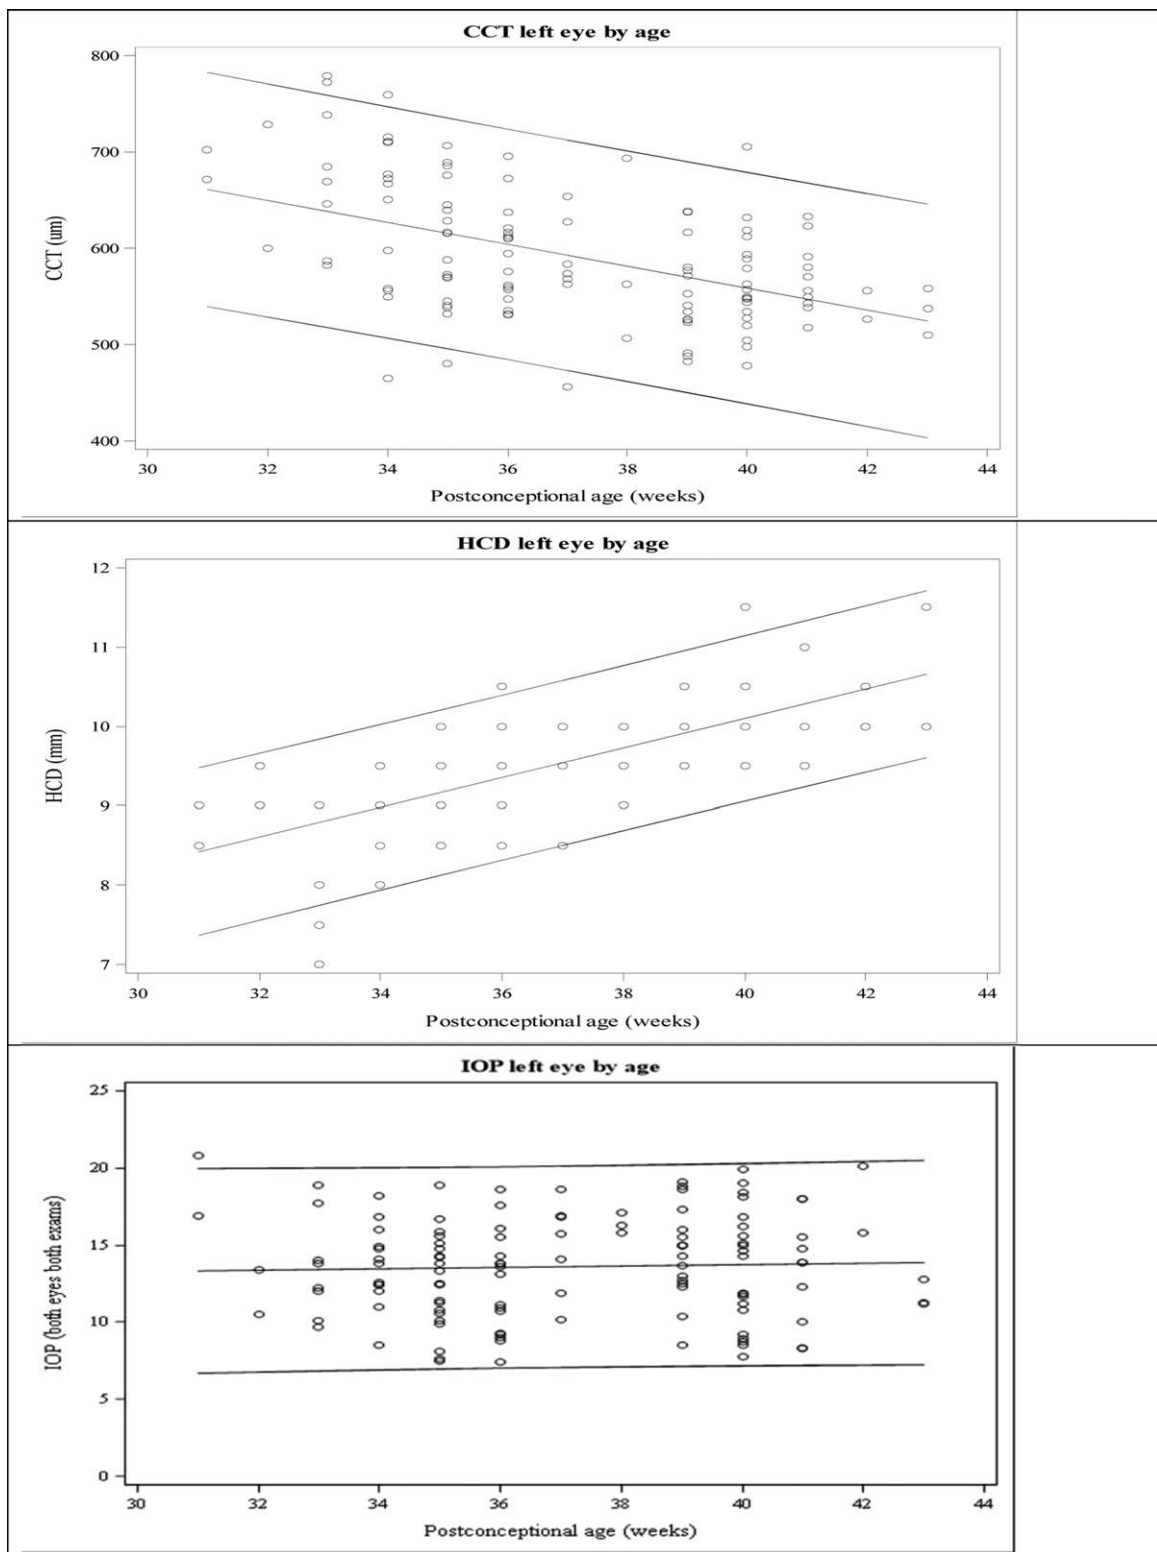 CCT left eye by age
800
700
600
500
400
CCT (um)
30 32 34 36 38 40 42 44
Postconceptional age (weeks)
HCD left eye by age
12
11
10
9
8
7
HCD (mm)
30 32 34 36 38 40 42 44
Postconceptional age (weeks)
IOP left eye by age
25
20
15
10
5
0
IOP (both eyes both exams)
30 32 34 36 38 40 42 44
Postconceptional age (weeks)